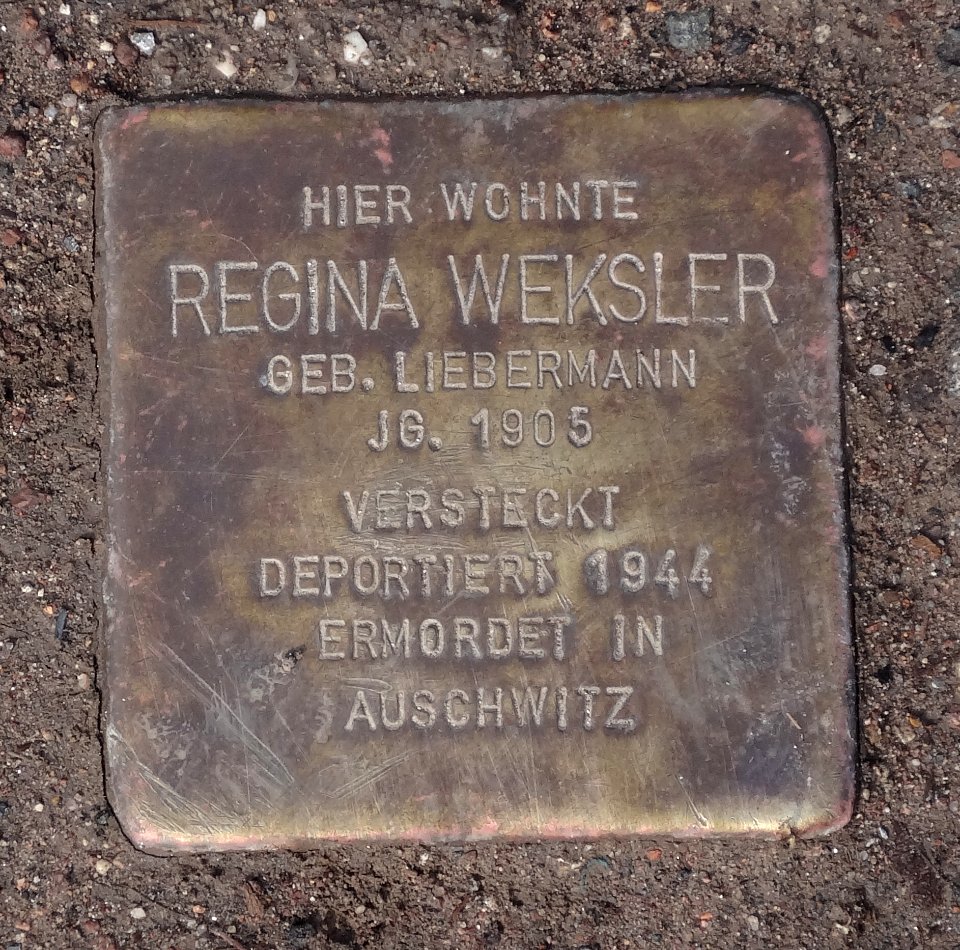 HIER WOHNTE
REGINA WEKSLER
GEB. LIEBERMANN
JG. 1905
VERSTECKT
DEPORTIERT 1944
ERMORDET IN
AUSCHWITZ